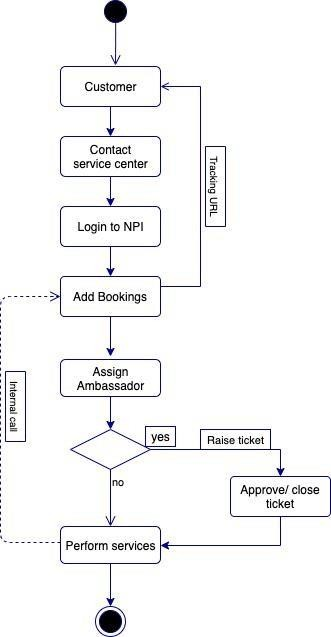 Customer
Contact
service center
Tracking URL
Login to NPI
Add Bookings
Assign
Ambassador
Internal call
yes
Raise ticket
no
Approve/ close
ticket
Perform services